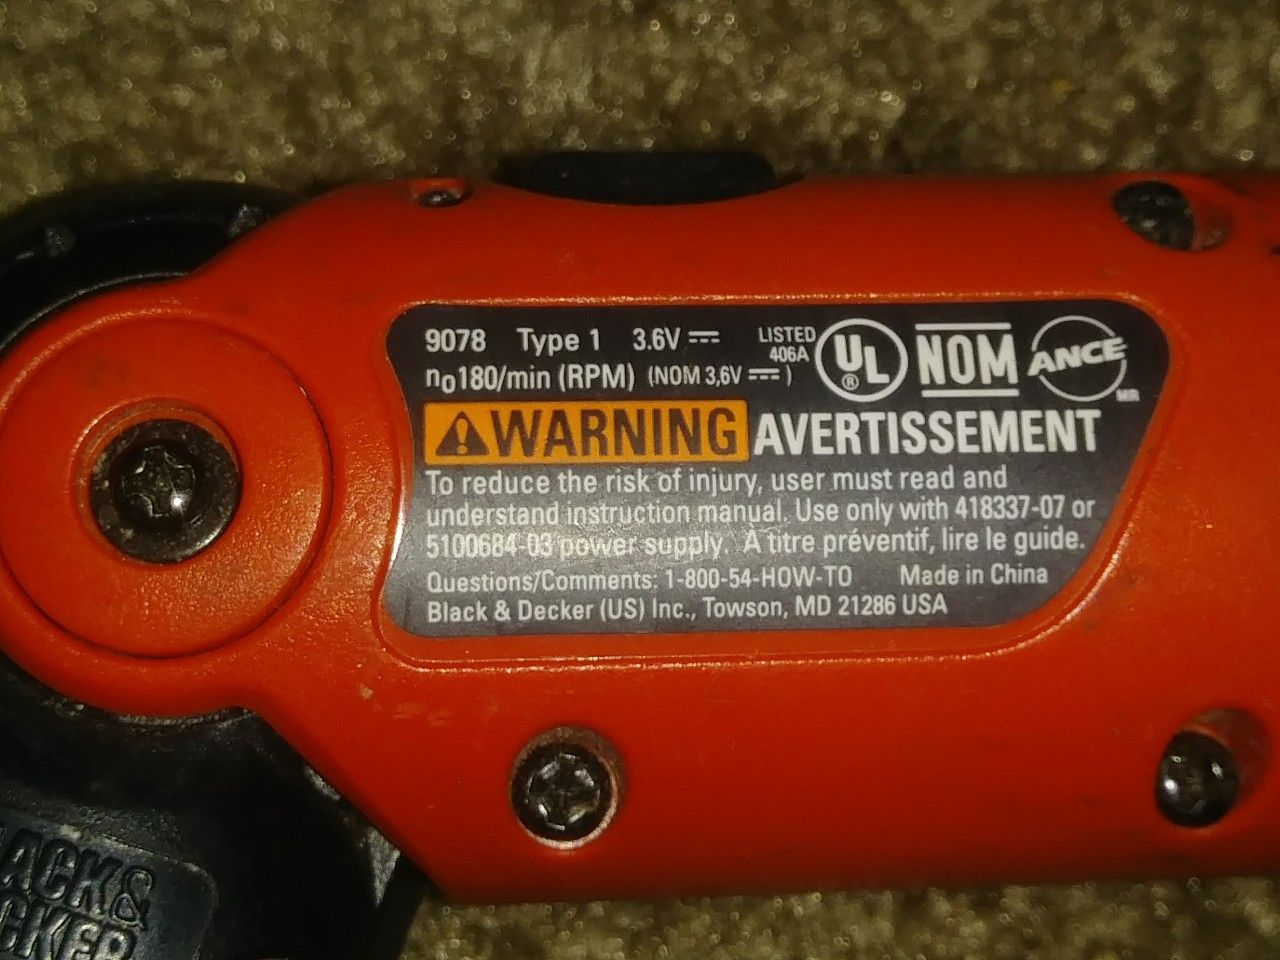 9078 Type 1 3.6V ⎓ LISTED 406A UL ® NOM ANCE MR
n₀180/min (RPM) (NOM 3,6V ⎓ )
WARNING AVERTISSEMENT
To reduce the risk of injury, user must read and
understand instruction manual. Use only with 418337-07 or
5100684-03 power supply. A titre préventif, lire le guide.
Questions/Comments: 1-800-54-HOW-TO Made in China
Black & Decker (US) Inc., Towson, MD 21286 USA
ACK&
CKER